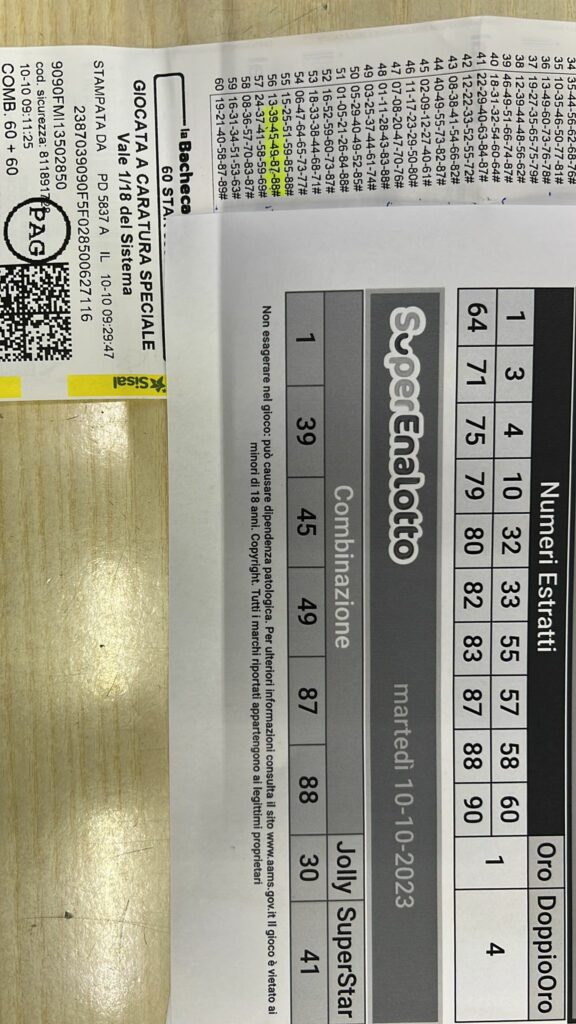 34 35-44-56-62-68-76#
35 10-35-46-50-77-81#
36 13-49-60-73-75-78#
37 19-27-36-57-75-79#
38 12-39-44-48-56-62#
39 46-49-51-66-74-87#
40 18-31-32-54-60-64#
41 22-29-40-63-84-87#
42 12-22-33-52-55-72#
43 08-38-41-54-66-82#
44 40-49-55-73-82-87#
45 02-09-12-27-40-61#
46 11-17-23-29-50-80#
47 07-08-20-47-70-76#
48 01-11-28-43-83-88#
49 03-25-37-44-61-74#
50 05-29-40-49-52-85#
51 01-05-21-26-84-88#
52 16-52-59-60-73-87#
53 18-33-38-44-68-71#
54 06-47-64-65-73-77#
55 15-25-51-59-85-88#
56 13-39-45-49-87-88#
57 24-37-41-58-59-69#
58 08-36-57-70-83-87#
59 16-31-34-51-53-63#
60 19-21-40-58-87-89#
la Bacheca
60
GIOCATA A CARATURA SPECIALE
Vale 1/18 del Sistema
STAMPATA DA PD 5837 A IL 10-10 09:29:47
2387039090F5F028500627116
9090FM113502850
cod. sicurezza:
10-10 09:11:25
COMB. 60 + 60
PAG
Sisal
Numeri Estratti Oro DoppioOro
1 3 4 10 32 33 55 57 58 60 1 4
64 71 75 79 80 82 83 87 88 90
SuperEnalotto martedì 10-10-2023
Combinazione Jolly SuperStar
1 39 45 49 87 88 30 41
Non esagerare nel gioco: può causare dipendenza patologica. Per ulteriori informazioni consulta il sito www.aams.gov.it Il gioco è vietato ai
minori di 18 anni. Copyright. Tutti i marchi riportati appartengono ai legittimi proprietari